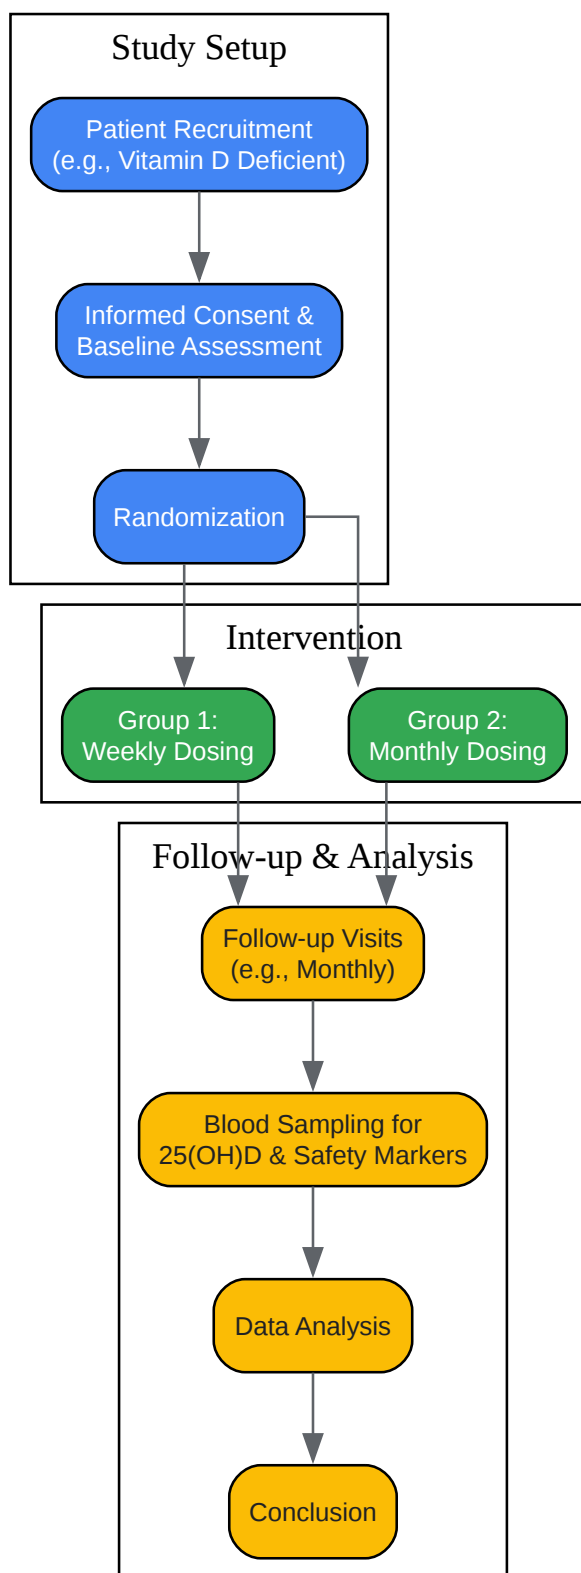 Study Setup
Patient Recruitment
(e.g., Vitamin D Deficient)
Informed Consent &
Baseline Assessment
Randomization
Intervention
Group 1:
Weekly Dosing
Group 2:
Monthly Dosing
Follow-up & Analysis
Follow-up Visits
(e.g., Monthly)
Blood Sampling for
25(OH)D & Safety Markers
Data Analysis
Conclusion